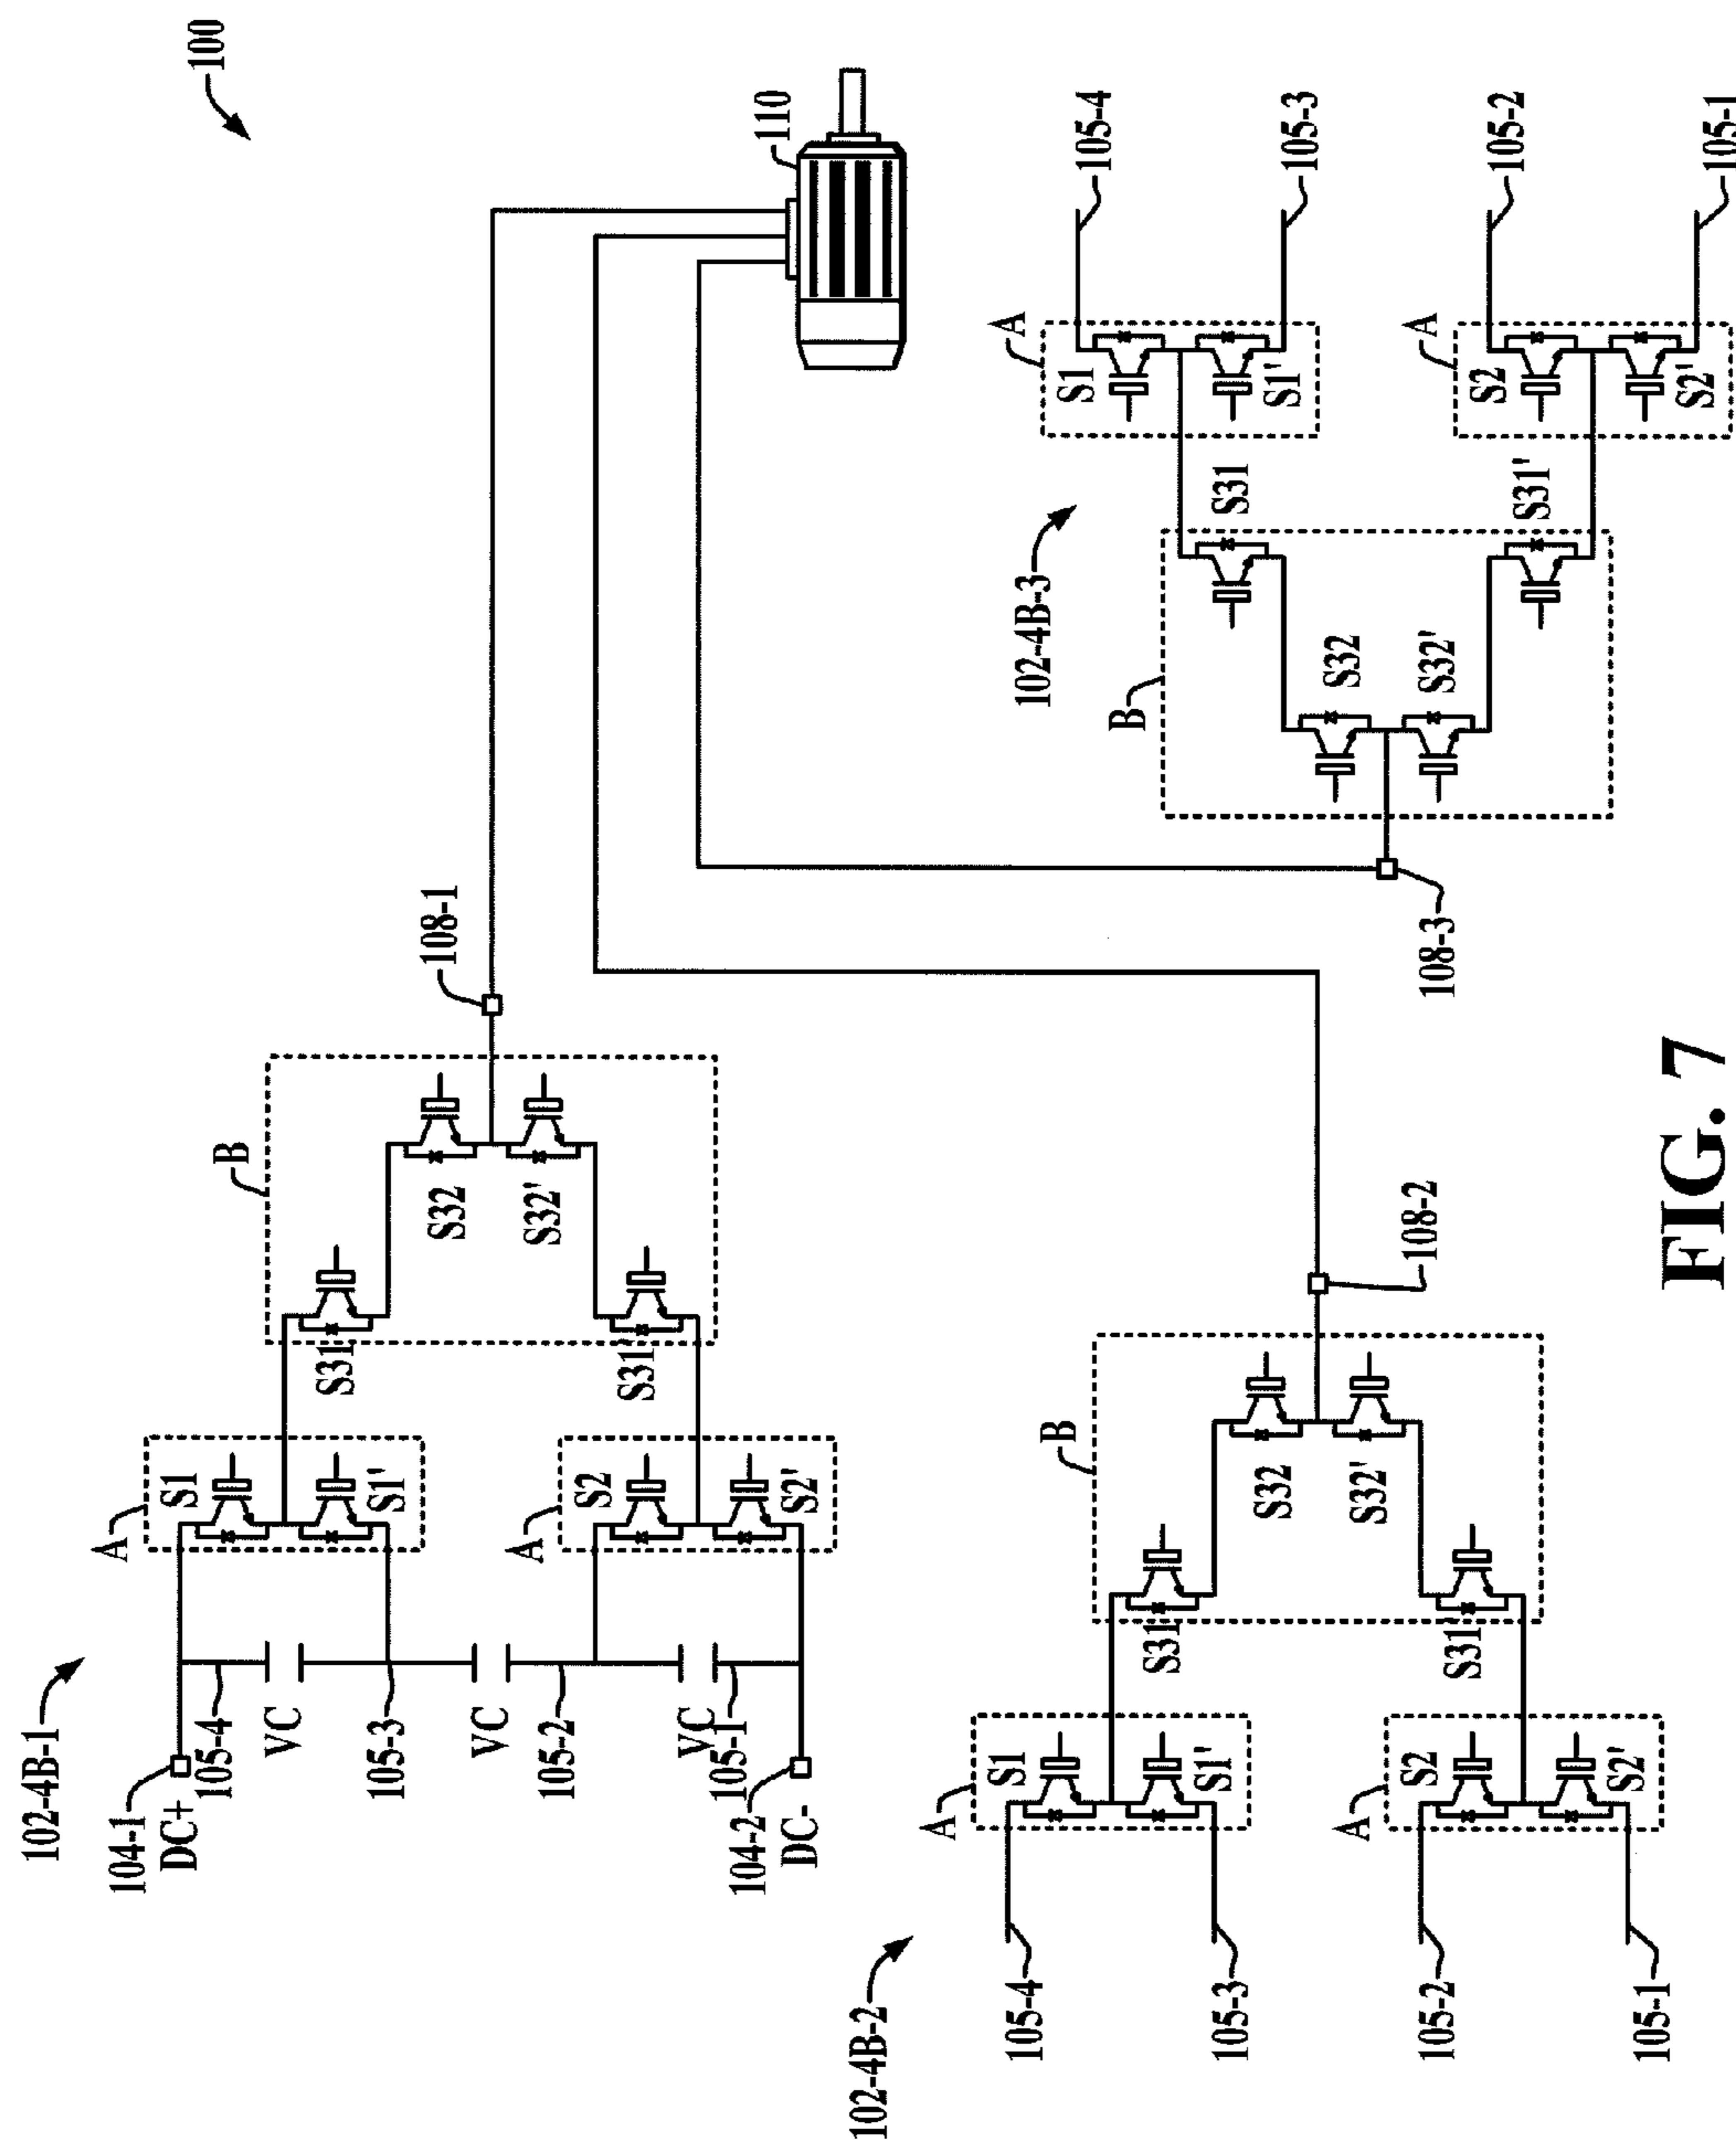 100
102-4B-1
104-1
DC+
105-4
VC
105-3
VC
105-2
VC
105-1
104-2
DC-
A
S1
S1'
A
S2
S2'
B
S31
S32
S32'
S31'
108-1
110
102-4B-2
105-4
105-3
105-2
105-1
A
S1
S1'
A
S2
S2'
B
S31
S32
S32'
S31'
108-2
102-4B-3
108-3
B
S32
S32'
S31
S31'
A
S1
S1'
A
S2
S2'
105-4
105-3
105-2
105-1
FIG. 7